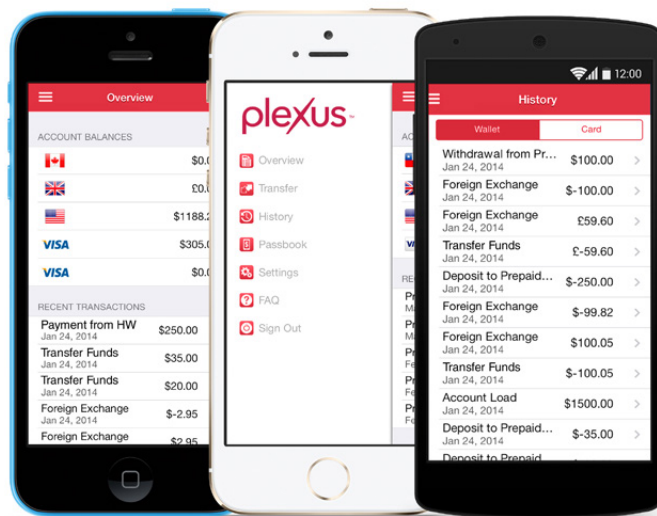 Overview
ACCOUNT BALANCES
$0.
£0.
$1188.2
VISA $305.
VISA $0.
RECENT TRANSACTIONS
Payment from HW $250.00
Jan 24, 2014
Transfer Funds $35.00
Jan 24, 2014
Transfer Funds $20.00
Jan 24, 2014
Foreign Exchange $-2.95
Jan 24, 2014
Foreign Exchange $2.95
plexus
Overview
Transfer
History
Passbook
Settings
FAQ
Sign Out
12:00
History
Wallet Card
Withdrawal from Pr... $100.00
Jan 24, 2014
Foreign Exchange $-100.00
Jan 24, 2014
Foreign Exchange £59.60
Jan 24, 2014
Transfer Funds £-59.60
Jan 24, 2014
Deposit to Prepaid... $-250.00
Jan 24, 2014
Foreign Exchange $-99.82
Jan 24, 2014
Foreign Exchange $100.05
Jan 24, 2014
Transfer Funds $-100.05
Jan 24, 2014
Account Load $1500.00
Jan 24, 2014
Deposit to Prepaid... $-35.00
Jan 24, 2014
Deposit to Prepaid